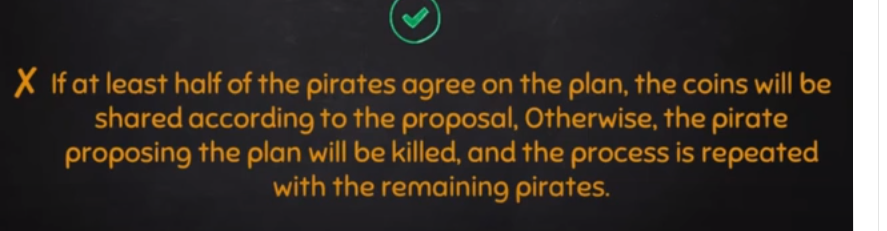 ✗ If at least half of the pirates agree on the plan, the coins will be
shared according to the proposal, Otherwise, the pirate
proposing the plan will be killed, and the process is repeated
with the remaining pirates.